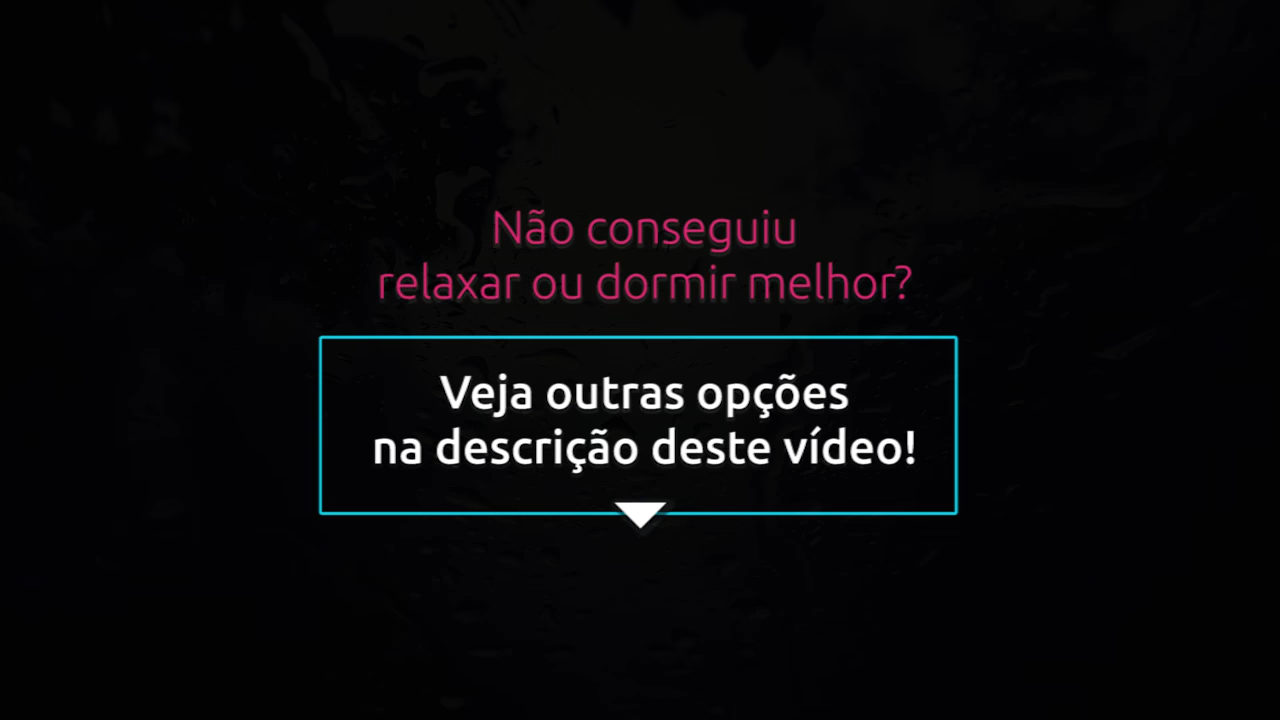 Não conseguiu
relaxar ou dormir melhor?
Veja outras opções
na descrição deste vídeo!